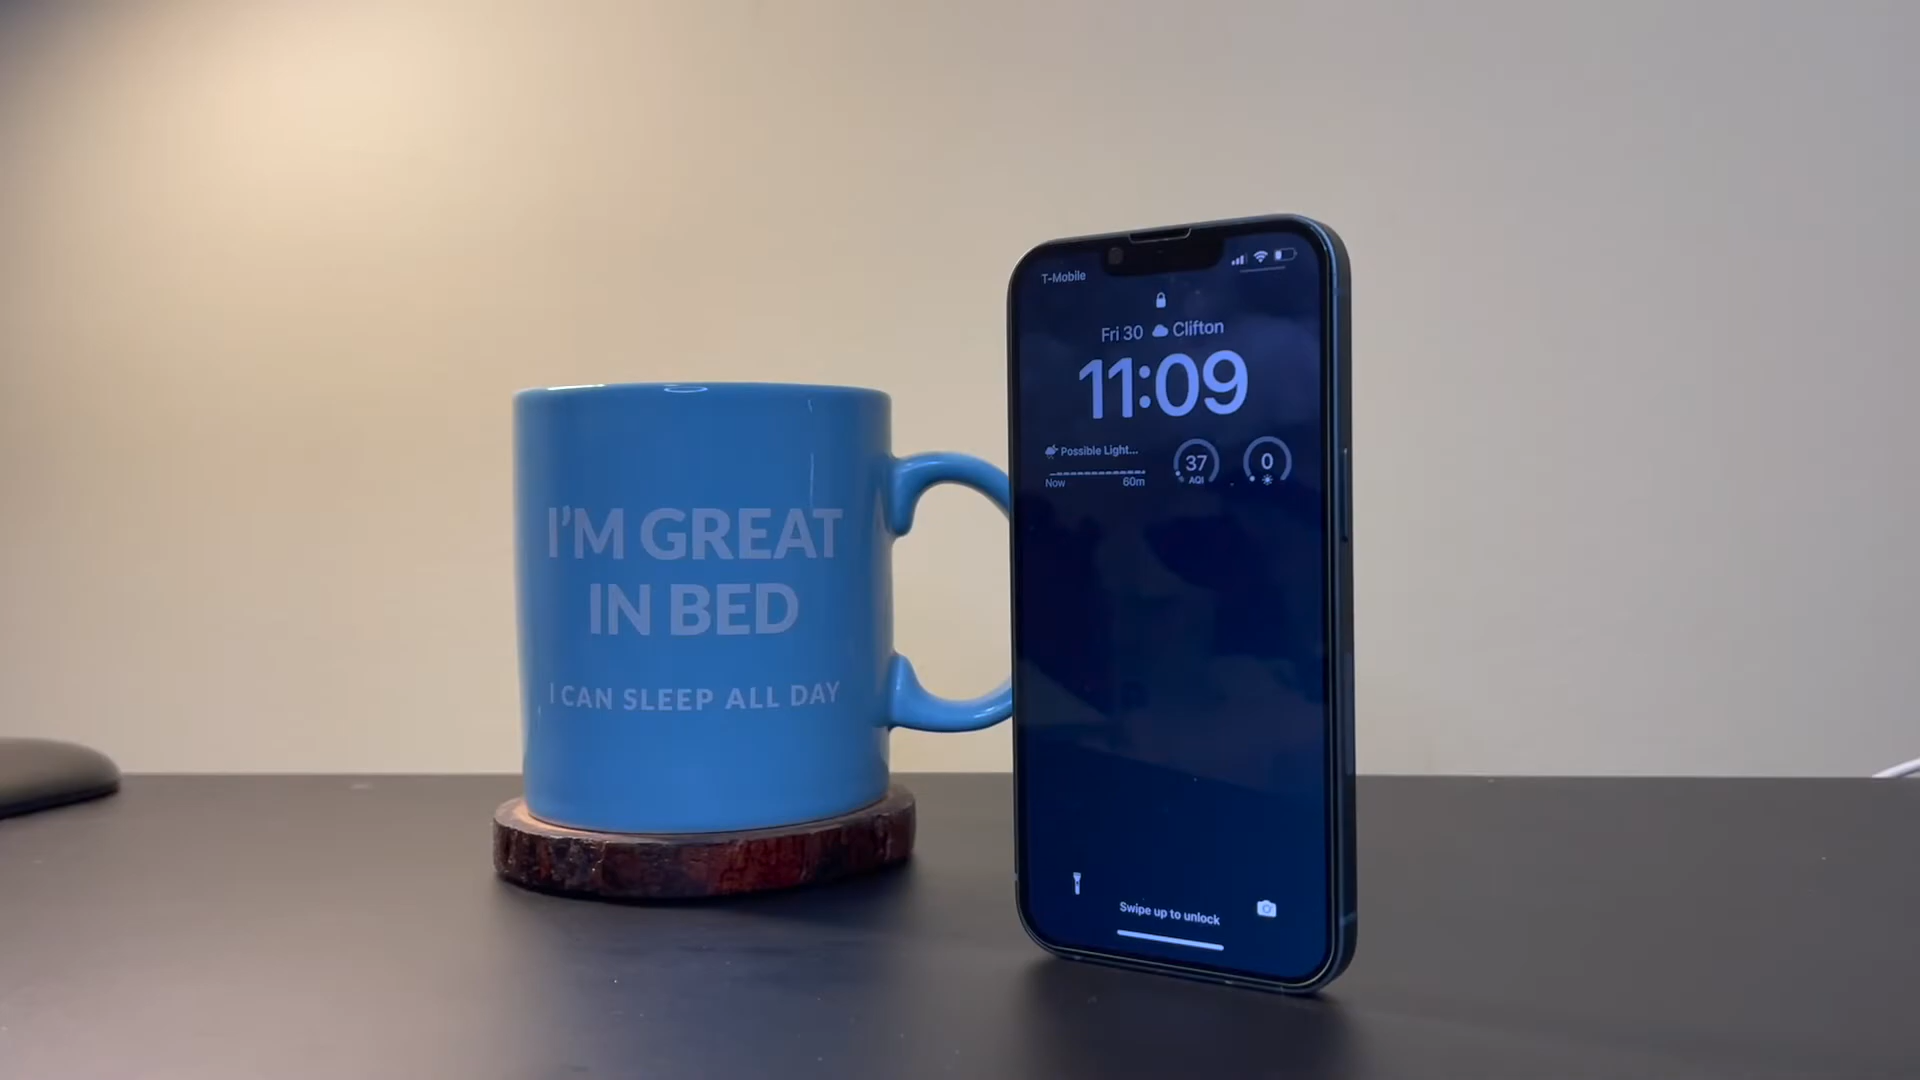 I'M GREAT
IN BED
I CAN SLEEP ALL DAY
T-Mobile
Fri 30 Clifton
11:09
Possible Light...
Now 60m
37
AQI
0
Swipe up to unlock